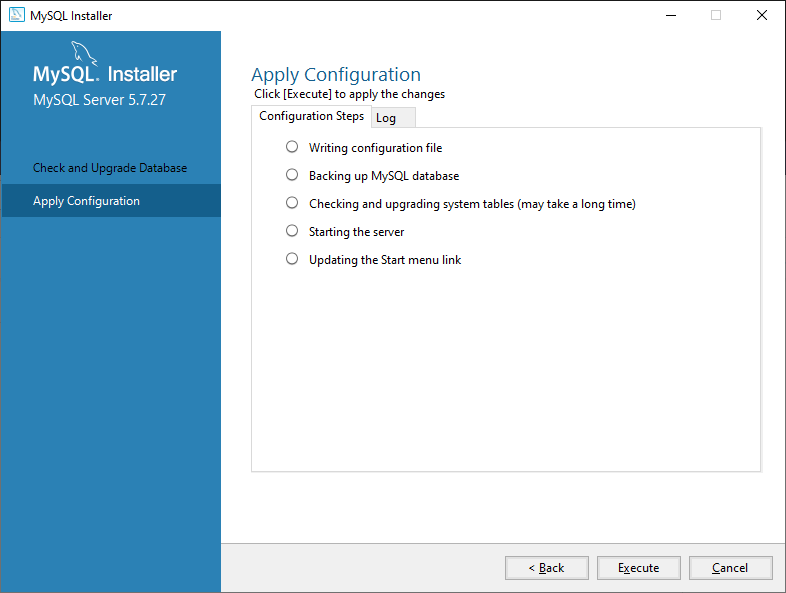 MySQL Installer
MySQL. Installer
MySQL Server 5.7.27
Check and Upgrade Database
Apply Configuration
Apply Configuration
Click [Execute] to apply the changes
Configuration Steps
Log
Writing configuration file
Backing up MySQL database
Checking and upgrading system tables (may take a long time)
Starting the server
Updating the Start menu link
< Back
Execute
Cancel